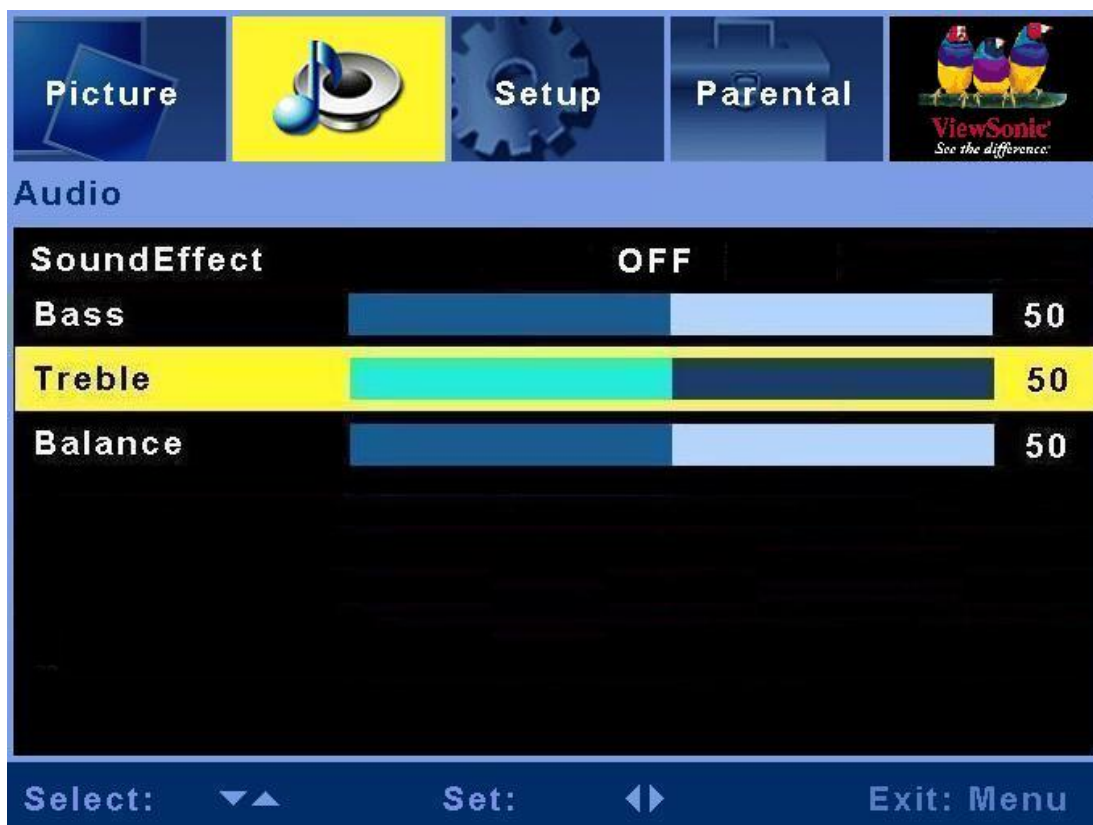 Picture
Setup
Parental
ViewSonic®
See the difference.™
Audio
SoundEffect OFF
Bass 50
Treble 50
Balance 50
Select: ▼▲ Set: ◀▶ Exit: Menu